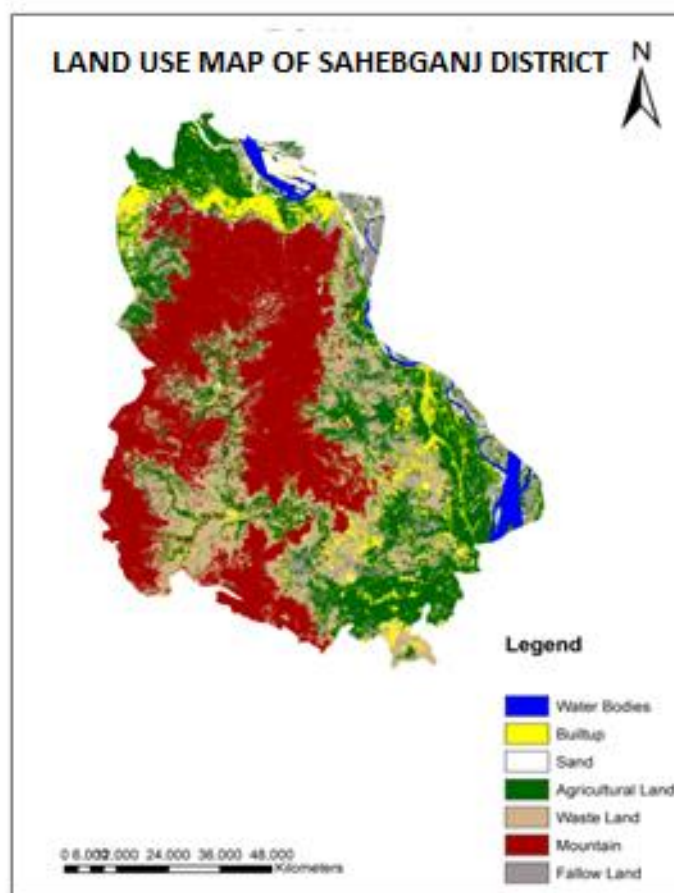 LAND USE MAP OF SAHEBGANJ DISTRICT
N
Legend
Water Bodies
Builtup
Sand
Agricultural Land
Waste Land
Mountain
Fallow Land
24,000 36,000 48,000
Kilometers